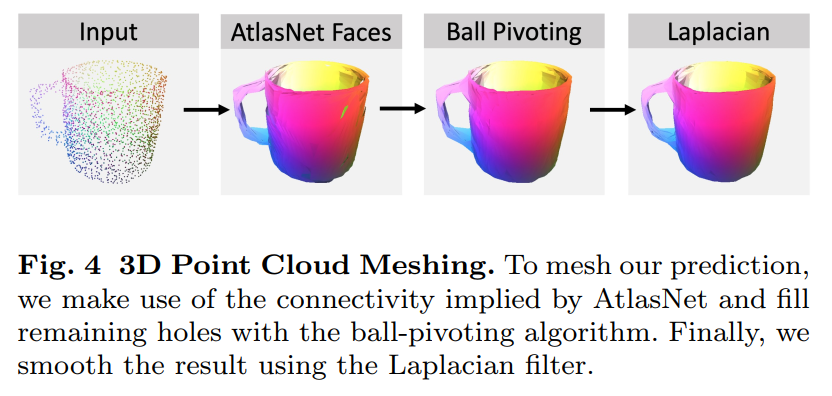 Input
AtlasNet Faces
Ball Pivoting
Laplacian
Fig. 4 3D Point Cloud Meshing. To mesh our prediction,
we make use of the connectivity implied by AtlasNet and fill
remaining holes with the ball-pivoting algorithm. Finally, we
smooth the result using the Laplacian filter.